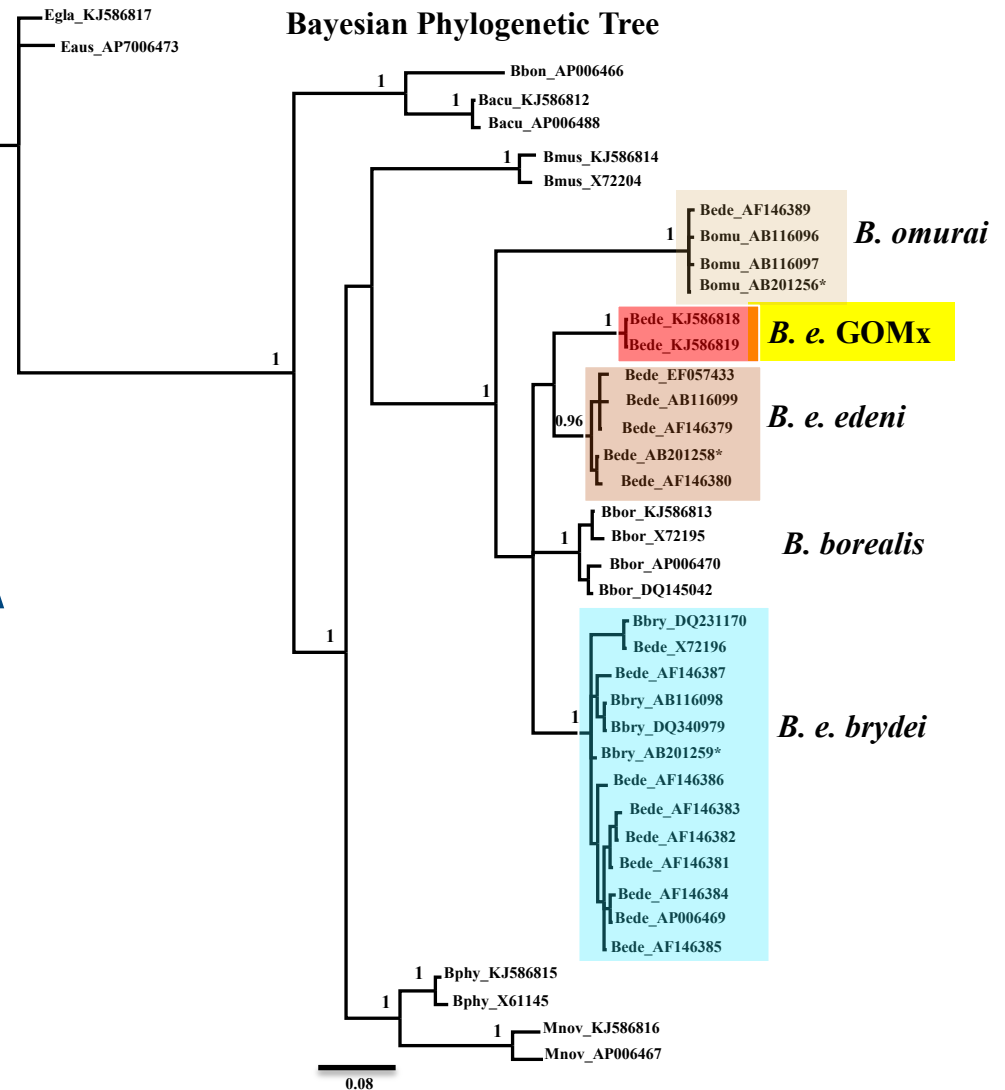 Bayesian Phylogenetic Tree
Egla_KJ586817
Eaus_AP7006473
Bbon_AP006466
1
1
Bacu_KJ586812
Bacu_AP006488
1
Bmus_KJ586814
Bmus_X72204
Bede_AF146389
1
Bomu_AB116096
B. omurai
Bomu_AB116097
Bomu_AB201256*
1
Bede_KJ586818
B. e. GOMx
Bede_KJ586819
1
Bede_EF057433
1
Bede_AB116099
0.96
B. e. edeni
Bede_AF146379
Bede_AB201258*
Bede_AF146380
Bbor_KJ586813
1
Bbor_X72195
B. borealis
Bbor_AP006470
Bbor_DQ145042
Bbry_DQ231170
1
Bede_X72196
Bede_AF146387
Bbry_AB116098
1
Bbry_DQ340979
B. e. brydei
Bbry_AB201259*
Bede_AF146386
Bede_AF146383
Bede_AF146382
Bede_AF146381
Bede_AF146384
Bede_AP006469
Bede_AF146385
1
Bphy_KJ586815
1
Bphy_X61145
1
Mnov_KJ586816
Mnov_AP006467
0.08